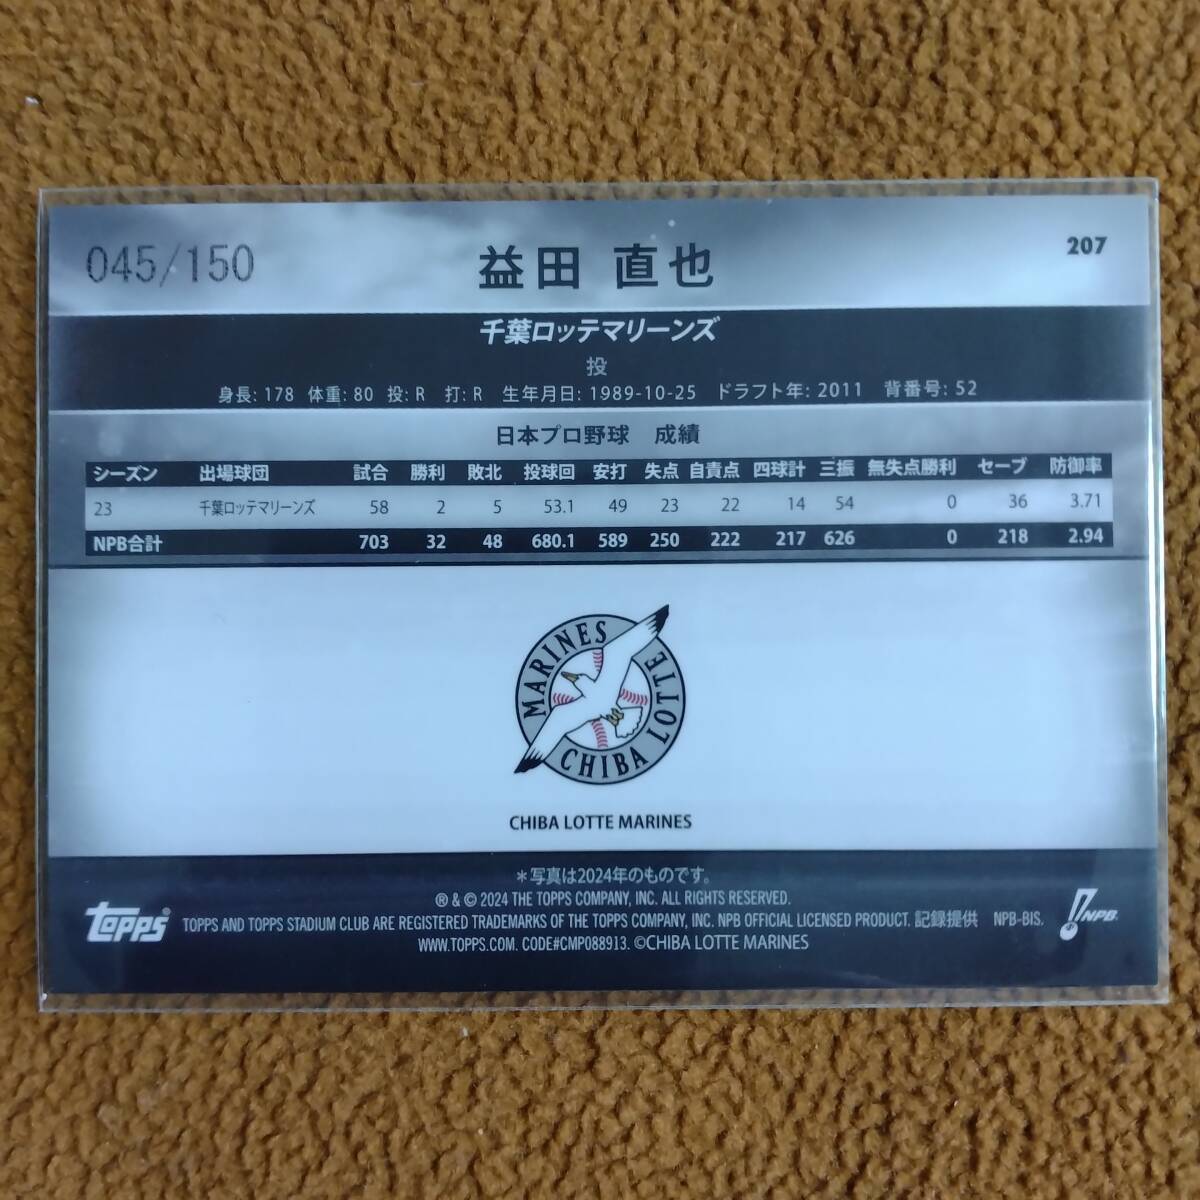 045/150 益田 直也 207
千葉ロッテマリーンズ
投
身長: 178 体重: 80 投: R 打: R 生年月日: 1989-10-25 ドラフト年: 2011 背番号: 52
日本プロ野球 成績
シーズン 出場球団 試合 勝利 敗北 投球回 安打 失点 自責点 四球計 三振 無失点勝利 セーブ 防御率
23 千葉ロッテマリーンズ 58 2 5 53.1 49 23 22 14 54 0 36 3.71
NPB合計 703 32 48 680.1 589 250 222 217 626 0 218 2.94
MARINES
CHIBA LOTTE
CHIBA LOTTE MARINES
＊写真は2024年のものです。
® & © 2024 THE TOPPS COMPANY, INC. ALL RIGHTS RESERVED.
topps® TOPPS AND TOPPS STADIUM CLUB ARE REGISTERED TRADEMARKS OF THE TOPPS COMPANY, INC. NPB OFFICIAL LICENSED PRODUCT. 記録提供 NPB-BIS. NPB.
WWW.TOPPS.COM. CODE#CMP088913. ©CHIBA LOTTE MARINES